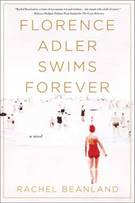 FLORENCE
ADLER
SWIMS
FOREVER
a novel
RACHEL BEANLAND